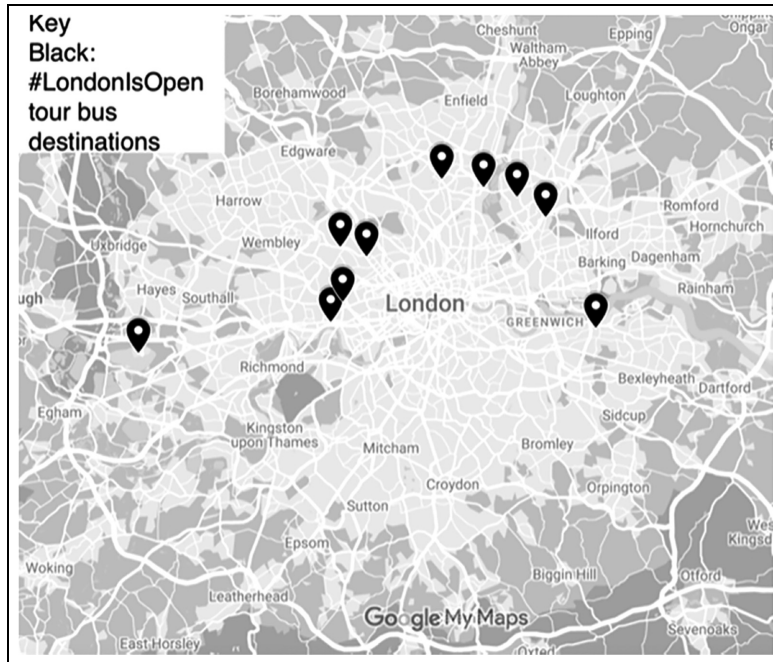 Key
Black:
#LondonIsOpen
tour bus
destinations
Cheshunt
Ongar
Epping
Waltham
Abbey
Borehamwood
Enfield
Loughton
Edgware
Harrow
Romford
Hornchurch
Uxbridge
Wembley
Ilford
Barking
Dagenham
Hayes
Southall
Rainham
ugh
London
GREENWICH
Richmond
Bexleyheath
Dartford
Egham
Sidcup
Kingston
upon Thames
Mitcham
Bromley
Croydon
Orpington
Sutton
Epsom
Kingsd
Woking
Biggin Hill
Otford
Leatherhead
Google My Maps
Sevenoaks
East Horsley
Oxted